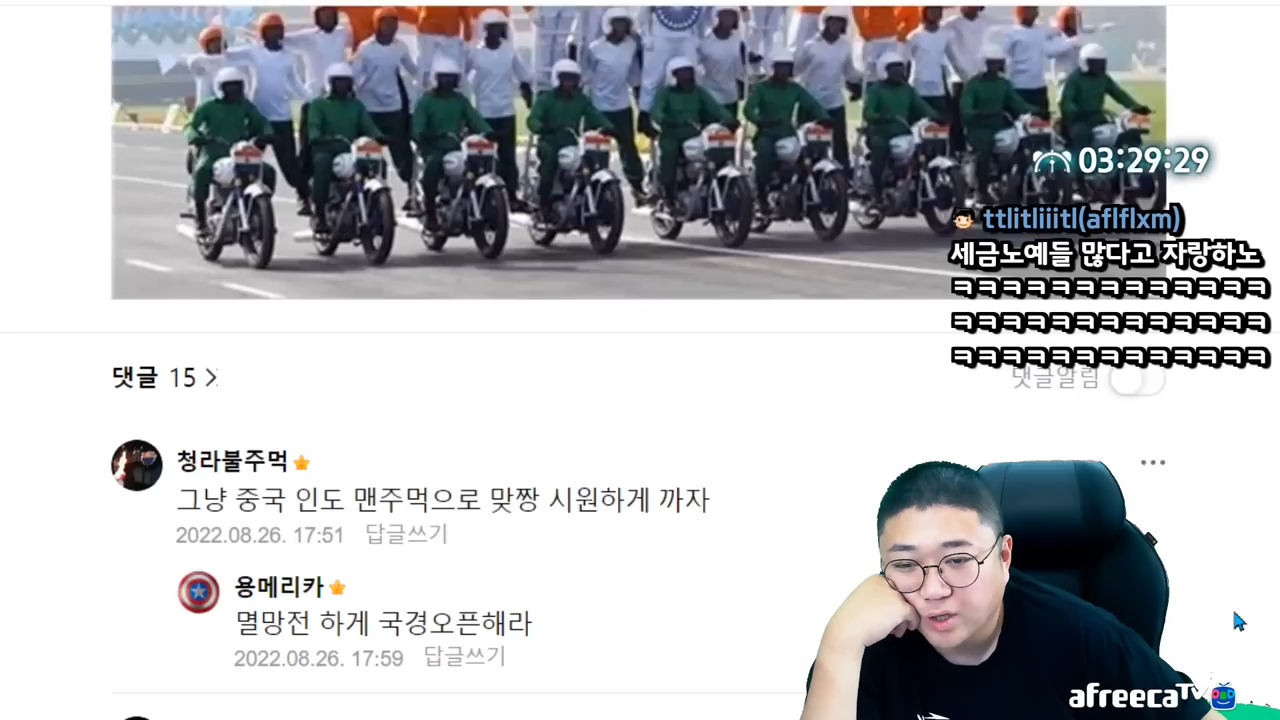 03:29:29
ttlitliiitl(aflflxm)
세금노예들 많다고 자랑하노
ㅋㅋㅋㅋㅋㅋㅋㅋㅋㅋㅋㅋㅋ
ㅋㅋㅋㅋㅋㅋㅋㅋㅋㅋㅋㅋㅋ
ㅋㅋㅋㅋㅋㅋㅋㅋㅋㅋㅋㅋㅋ
댓글 15
댓글알림
청라불주먹
그냥 중국 인도 맨주먹으로 맞짱 시원하게 까자
2022.08.26. 17:51 답글쓰기
용메리카
멸망전 하게 국경오픈해라
2022.08.26. 17:59 답글쓰기
afreecaTV